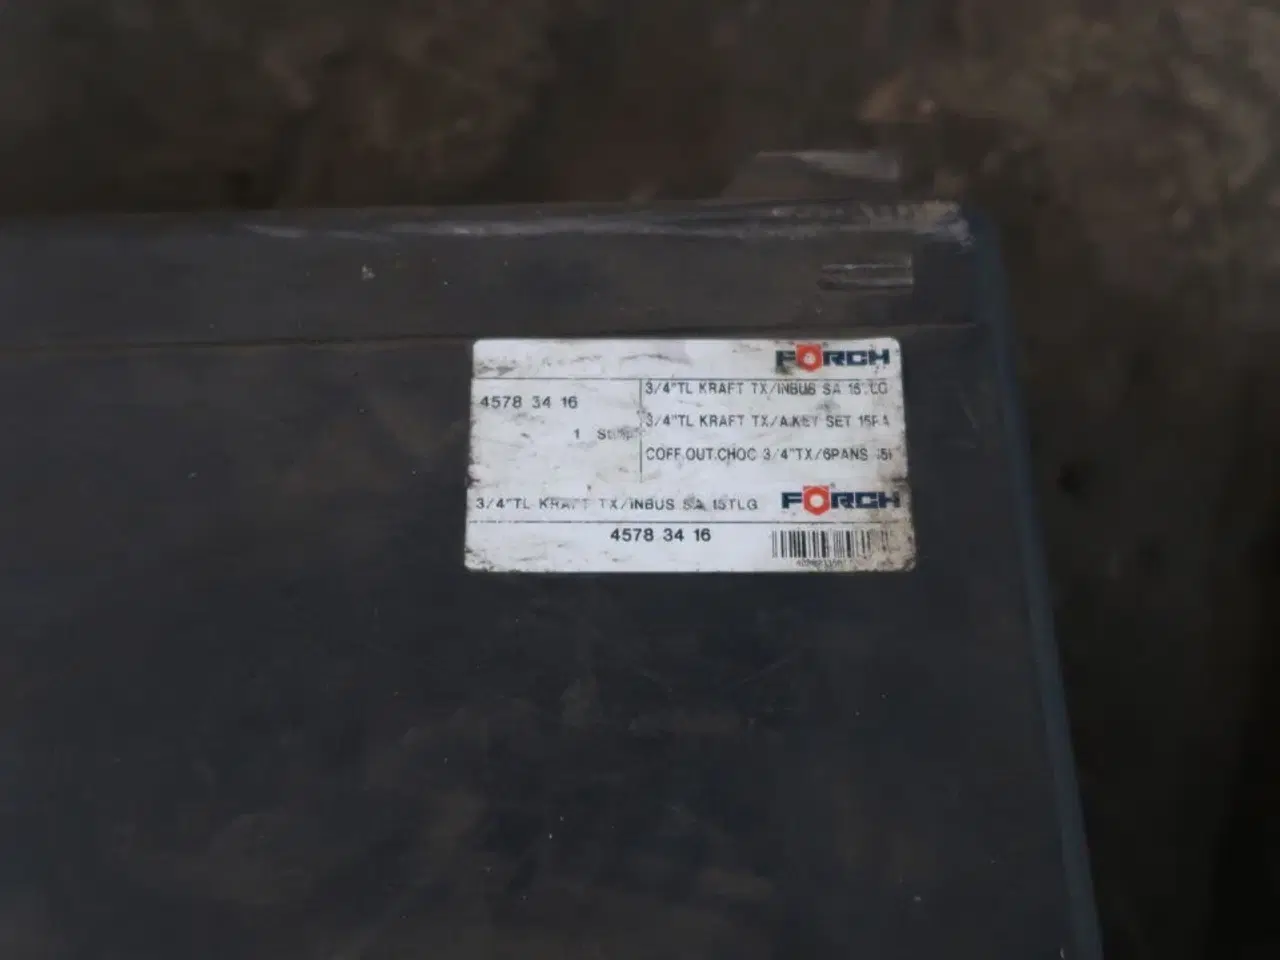 FÖRCH
4578 34 16
1
3/4"TL KRAFT TX/INBUS SA 15TLG
3/4"TL KRAFT TX/A.KEY SET 15PA
COFF.OUT.CHOC 3/4"TX/6PANS
3/4"TL KRAFT TX/INBUS SA 15TLG
FÖRCH
4578 34 16